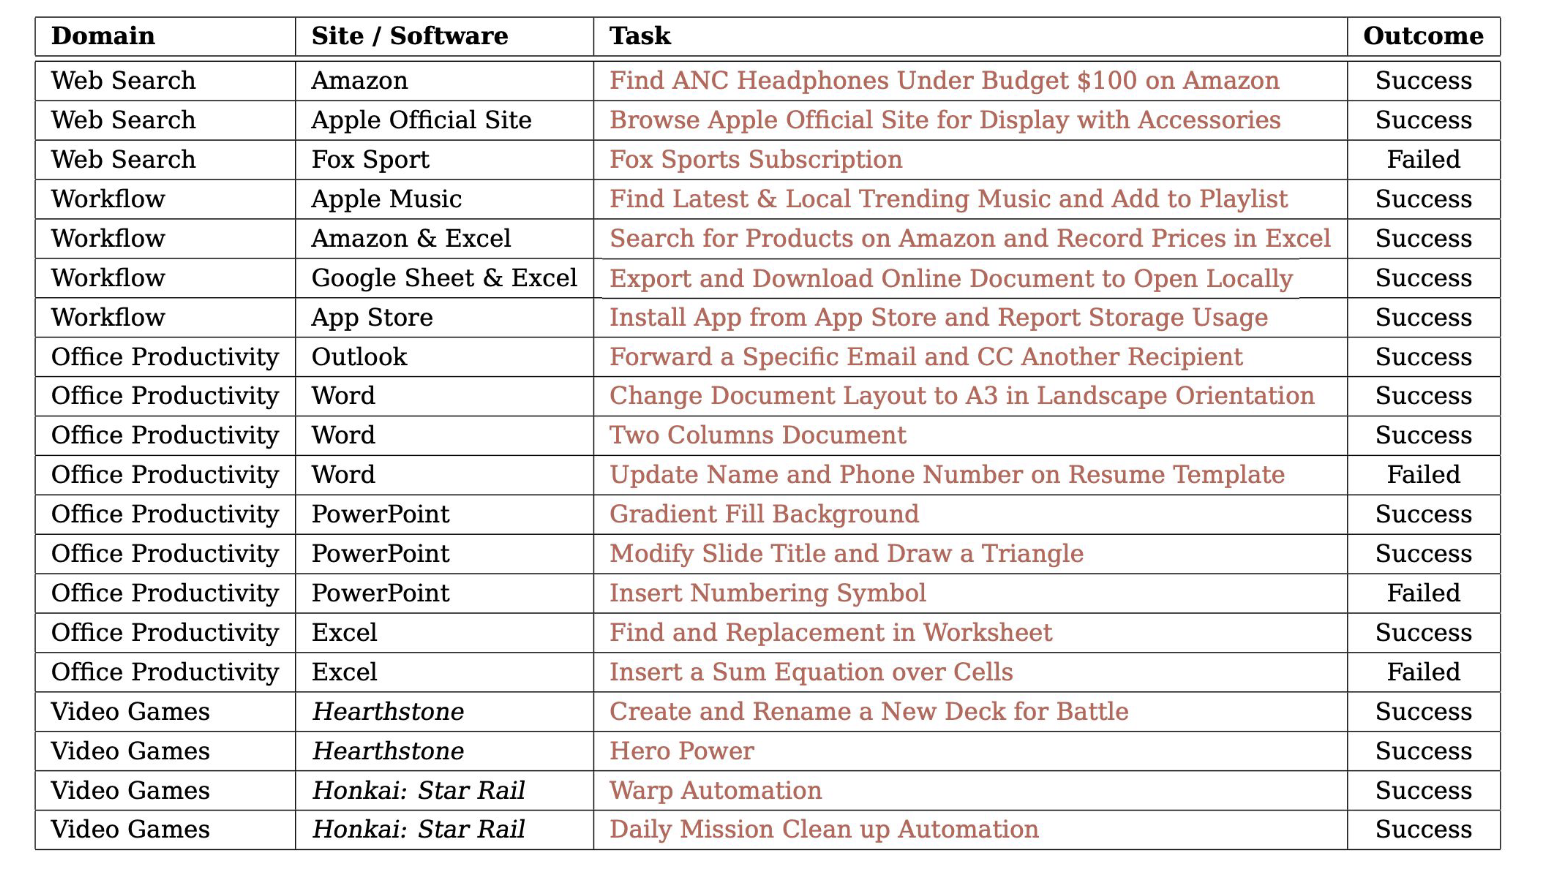 Domain Site / Software Task Outcome
Web Search Amazon Find ANC Headphones Under Budget $100 on Amazon Success
Web Search Apple Official Site Browse Apple Official Site for Display with Accessories Success
Web Search Fox Sport Fox Sports Subscription Failed
Workflow Apple Music Find Latest & Local Trending Music and Add to Playlist Success
Workflow Amazon & Excel Search for Products on Amazon and Record Prices in Excel Success
Workflow Google Sheet & Excel Export and Download Online Document to Open Locally Success
Workflow App Store Install App from App Store and Report Storage Usage Success
Office Productivity Outlook Forward a Specific Email and CC Another Recipient Success
Office Productivity Word Change Document Layout to A3 in Landscape Orientation Success
Office Productivity Word Two Columns Document Success
Office Productivity Word Update Name and Phone Number on Resume Template Failed
Office Productivity PowerPoint Gradient Fill Background Success
Office Productivity PowerPoint Modify Slide Title and Draw a Triangle Success
Office Productivity PowerPoint Insert Numbering Symbol Failed
Office Productivity Excel Find and Replacement in Worksheet Success
Office Productivity Excel Insert a Sum Equation over Cells Failed
Video Games Hearthstone Create and Rename a New Deck for Battle Success
Video Games Hearthstone Hero Power Success
Video Games Honkai: Star Rail Warp Automation Success
Video Games Honkai: Star Rail Daily Mission Clean up Automation Success